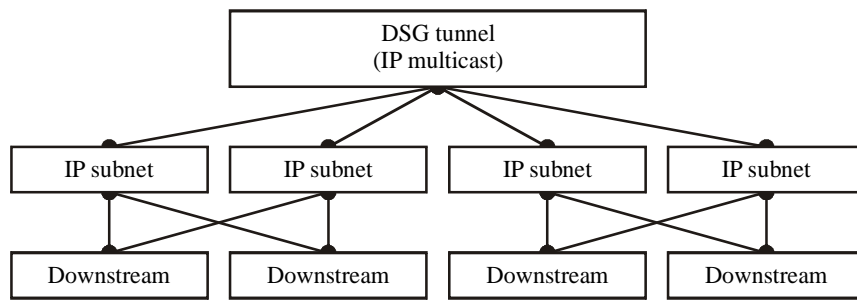 DSG tunnel
(IP multicast)
IP subnet
IP subnet
IP subnet
IP subnet
Downstream
Downstream
Downstream
Downstream